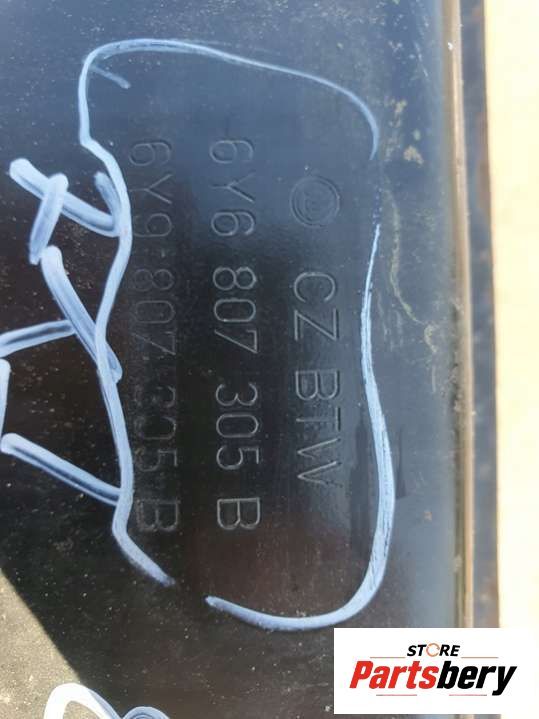 CZ BTW
6Y6 807 305 B
6Y9 807 305 B
STORE
Partsbery